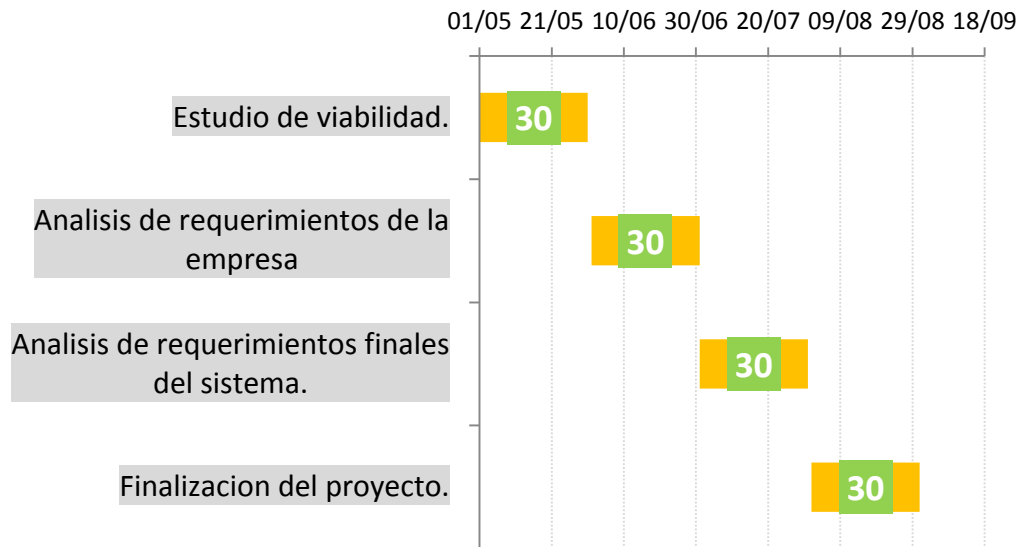 01/05 21/05 10/06 30/06 20/07 09/08 29/08 18/09
Estudio de viabilidad.
30
Analisis de requerimientos de la
empresa
30
Analisis de requerimientos finales
del sistema.
30
Finalizacion del proyecto.
30